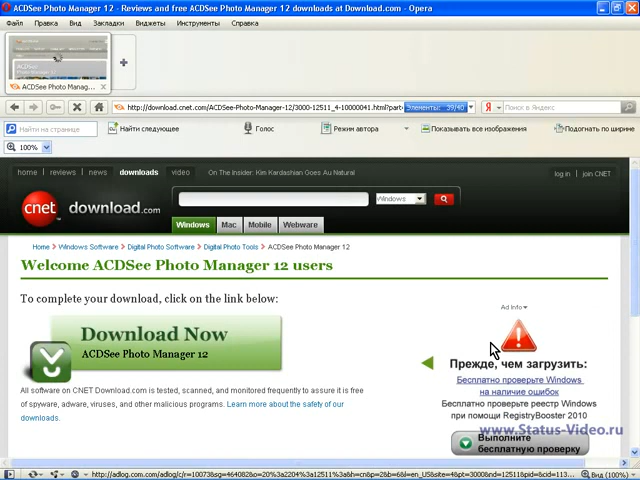 ACDSee Photo Manager 12 - Reviews and free ACDSee Photo Manager 12 downloads at Download.com - Opera
Файл Правка Вид Закладки Виджеты Инструменты Справка
ACDSee Photo Manag...
http://download.cnet.com/ACDSee-Photo-Manager-12/3000-12511_4-10000041.html?part= Элементы: 39/40 Поиск в Яндекс
Найти на странице Найти следующее Голос Режим автора Показывать все изображения Подогнать по ширине
100%
home reviews news downloads video On The Insider: Kim Kardashian Goes Au Natural log in join CNET
cnet download.com Windows
Windows Mac Mobile Webware
Home > Windows Software > Digital Photo Software > Digital Photo Tools > ACDSee Photo Manager 12
Welcome ACDSee Photo Manager 12 users
To complete your download, click on the link below:
Download Now
ACDSee Photo Manager 12
All software on CNET Download.com is tested, scanned, and monitored frequently to assure it is free
of spyware, adware, viruses, and other malicious programs. Learn more about the safety of our
downloads.
Ad Info
Прежде, чем загрузить:
Бесплатно проверьте Windows
на наличие ошибок
Бесплатно проверьте реестр Windows
при помощи RegistryBooster 2010
www.Status-Video.ru
Выполните
бесплатную проверку
Вид (100%)